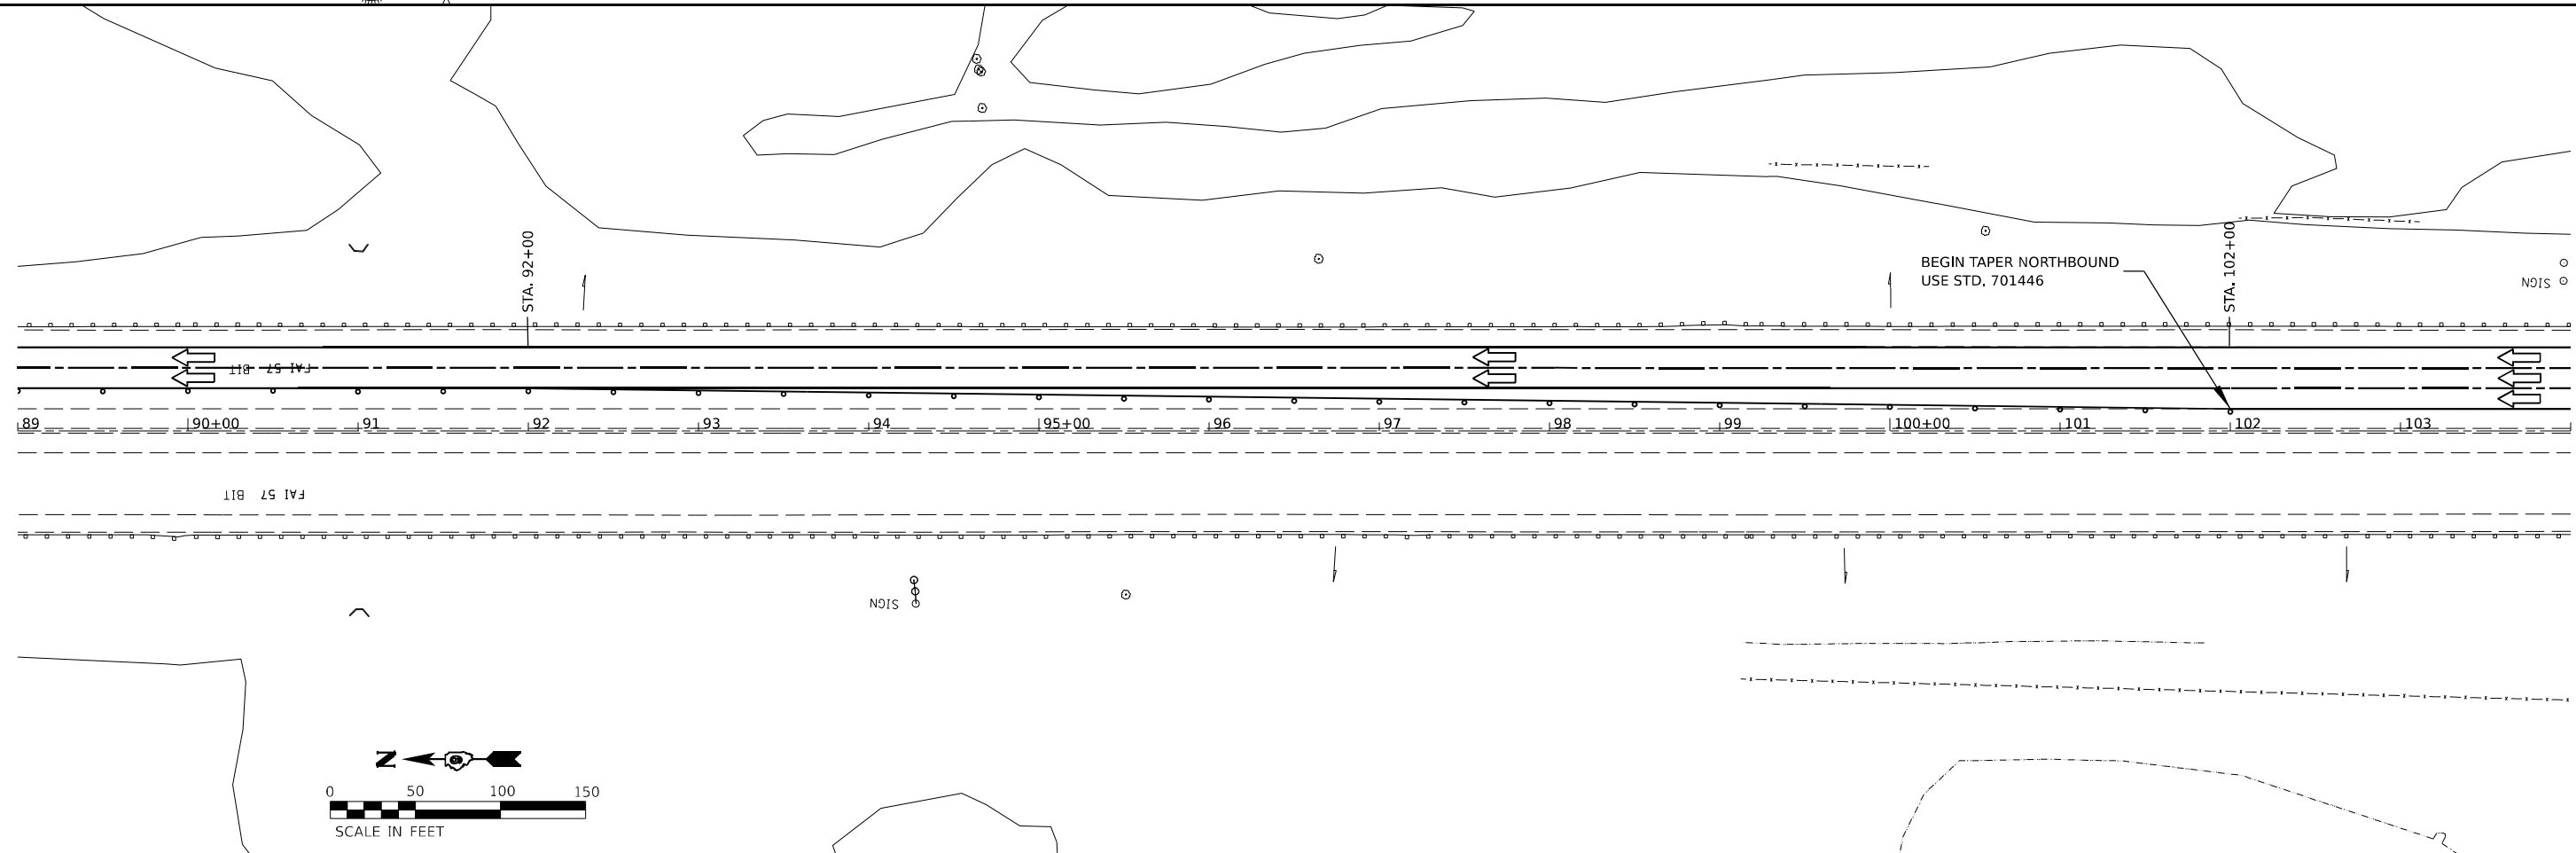 STA. 92+00
BEGIN TAPER NORTHBOUND
USE STD. 701446
STA. 102+00
SIGN
FAI 57 BIT
89 90+00 91 92 93 94 95+00 96 97 98 99 100+00 101 102 103
FAI 57 BIT
SIGN
N
0 50 100 150
SCALE IN FEET